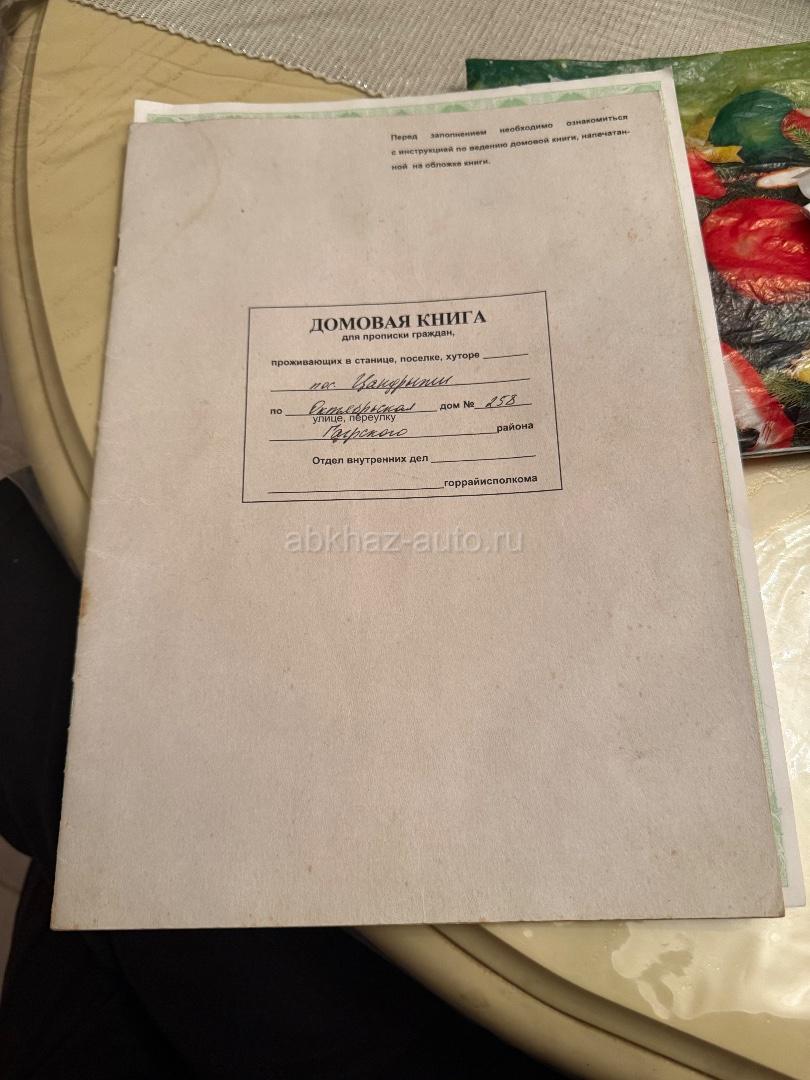 Перед заполнением необходимо ознакомиться
с инструкцией по ведению домовой книги, напечатан-
ной на обложке книги.
ДОМОВАЯ КНИГА
для прописки граждан,
проживающих в станице, поселке, хуторе
пос. Цандрыпш
по Октябрьская дом № 258
улице, переулку
Гагрского района
Отдел внутренних дел
горрайисполкома
abkhaz-auto.ru